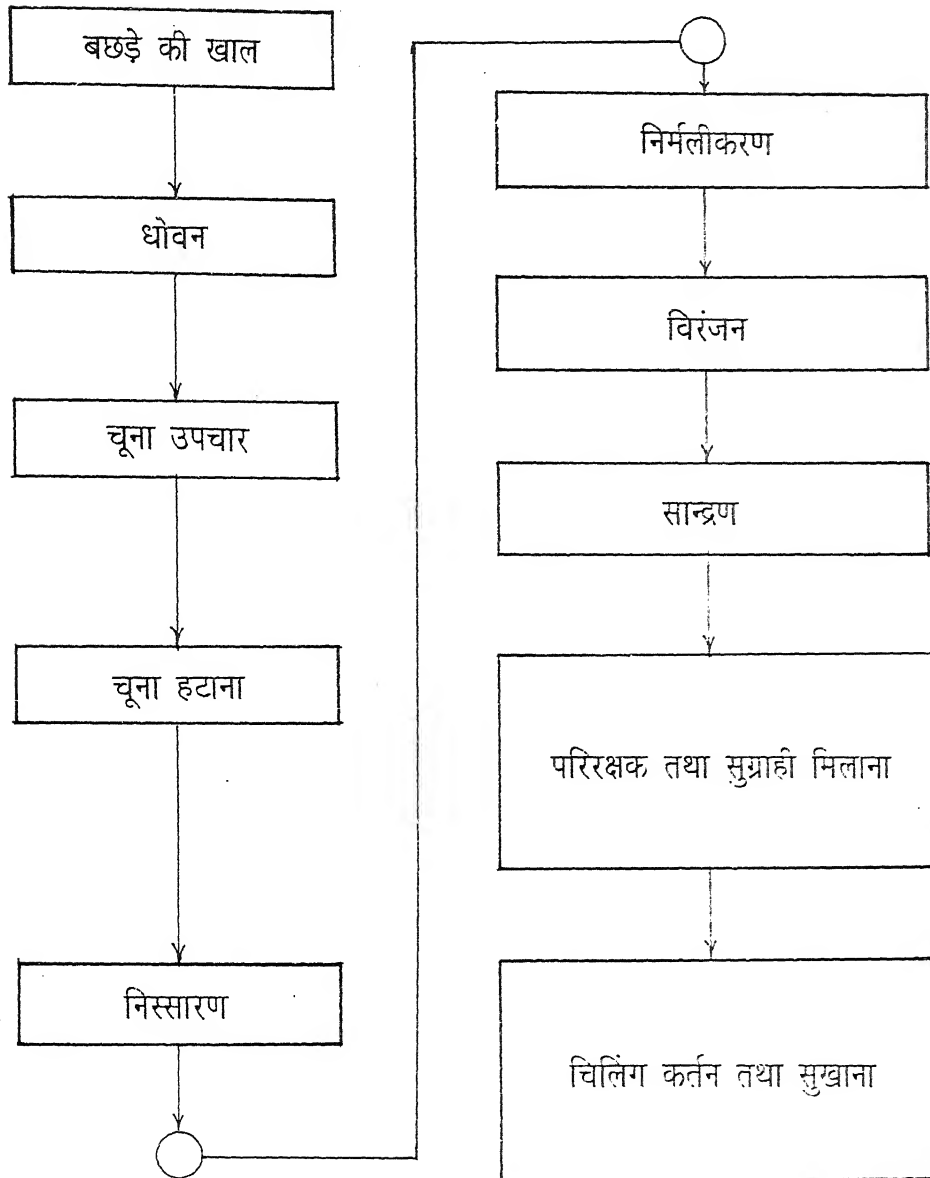 बछड़े की खाल
धोवन
चूना उपचार
चूना हटाना
निस्सारण
निर्मलीकरण
विरंजन
सान्द्रण
परिरक्षक तथा सुग्राही मिलाना
चिलिंग कर्तन तथा सुखाना